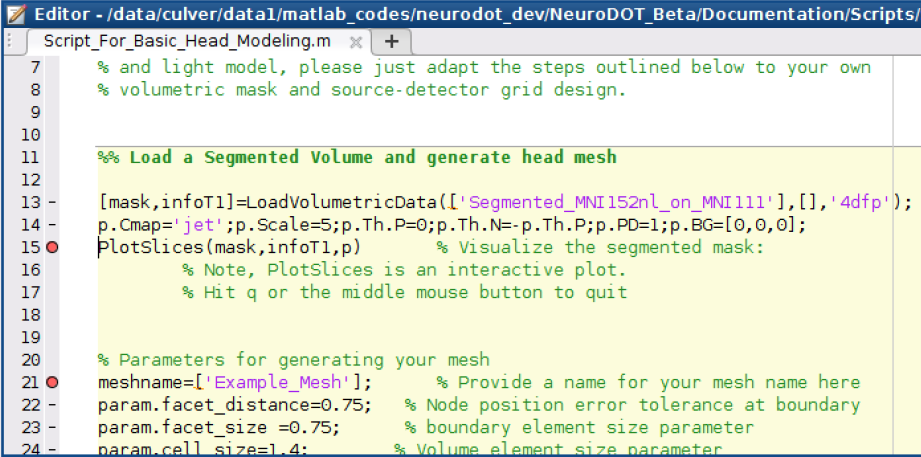 Editor - /data/culver/data1/matlab_codes/neurodot_dev/NeuroDOT_Beta/Documentation/Scripts/
Script_For_Basic_Head_Modeling.m × +
7 % and light model, please just adapt the steps outlined below to your own
8 % volumetric mask and source-detector grid design.
9
10
11 %% Load a Segmented Volume and generate head mesh
12
13 - [mask,infoT1]=LoadVolumetricData(['Segmented_MNI152nl_on_MNI111'],[],'4dfp');
14 - p.Cmap='jet';p.Scale=5;p.Th.P=0;p.Th.N=-p.Th.P;p.PD=1;p.BG=[0,0,0];
15 PlotSlices(mask,infoT1,p) % Visualize the segmented mask:
16 % Note, PlotSlices is an interactive plot.
17 % Hit q or the middle mouse button to quit
18
19
20 % Parameters for generating your mesh
21 meshname=['Example_Mesh']; % Provide a name for your mesh name here
22 - param.facet_distance=0.75; % Node position error tolerance at boundary
23 - param.facet_size =0.75; % boundary element size parameter
24 - param.cell_size=1.4; % Volume element size parameter